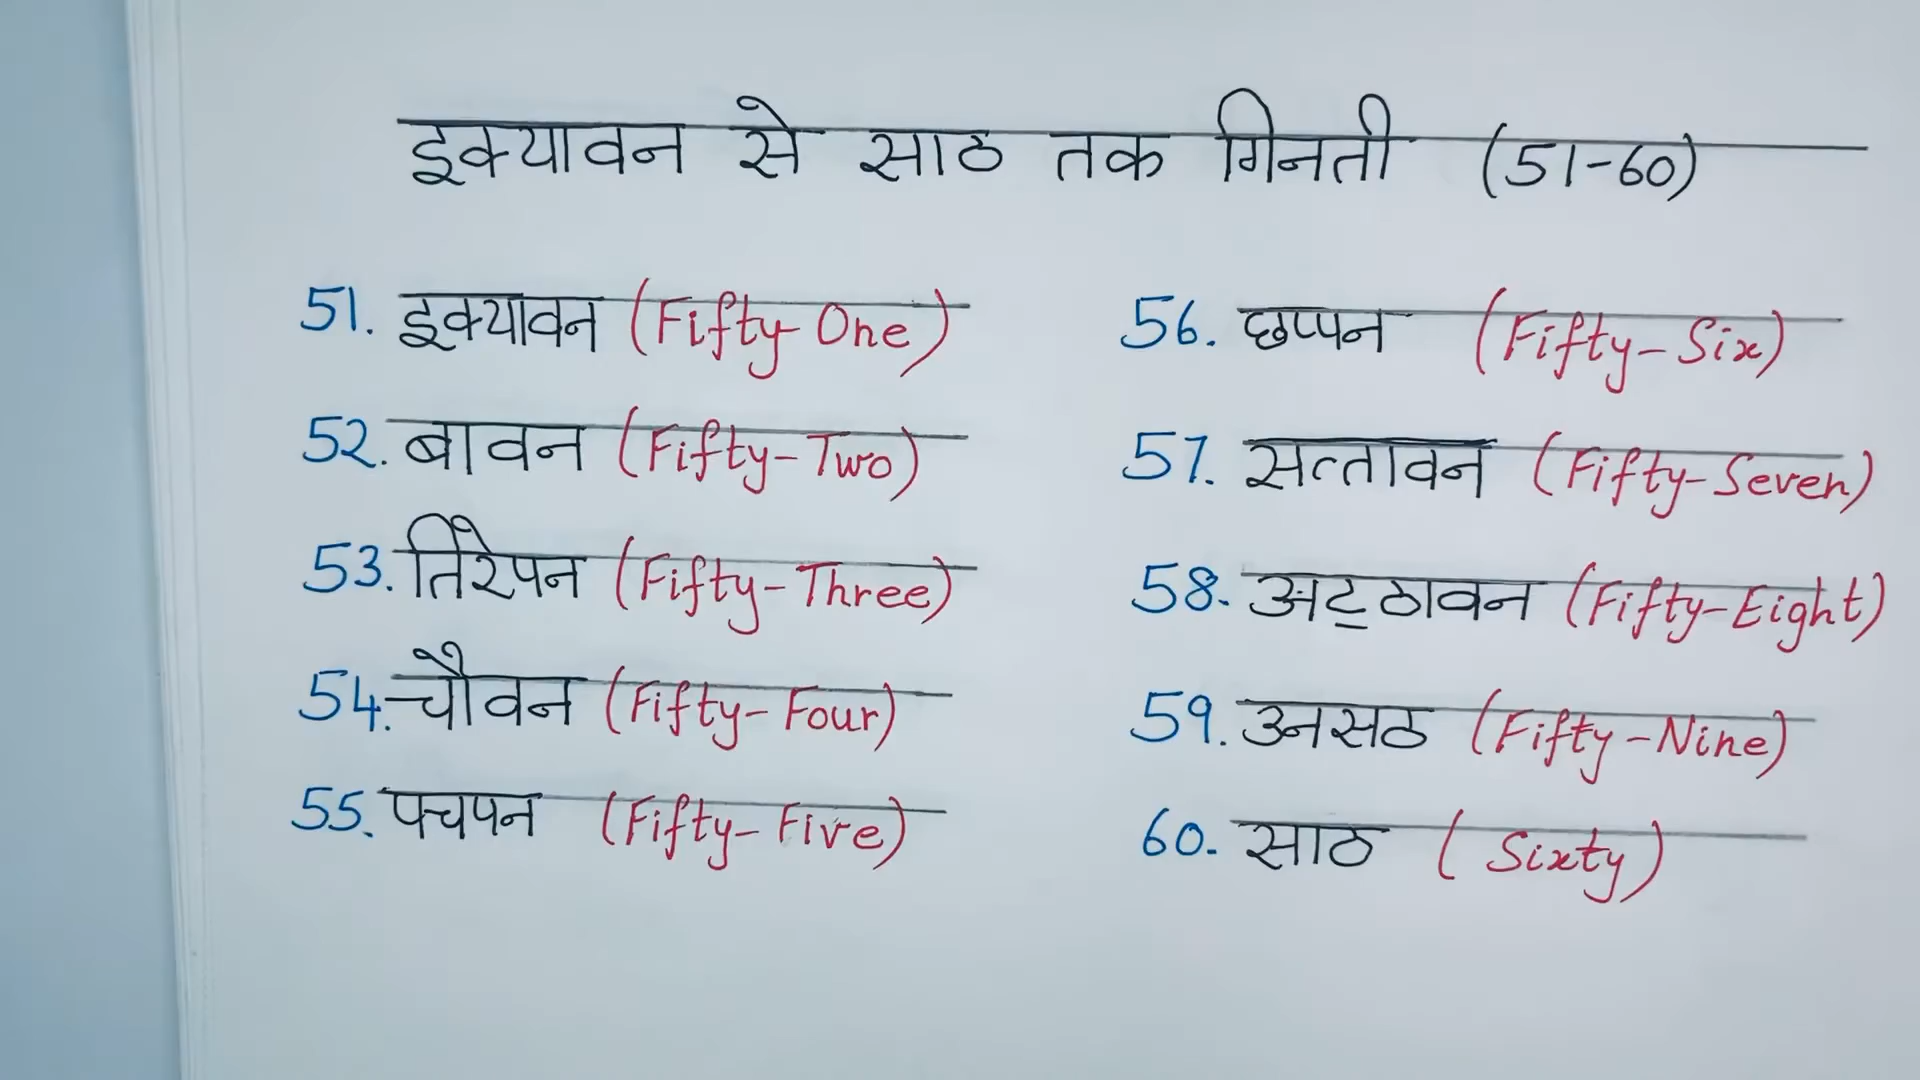 इक्यावन से साठ तक गिनती (51-60)
51. इक्यावन (Fifty One)
52. बावन (Fifty-Two)
53. तिरेपन (Fifty-Three)
54. चौवन (Fifty-Four)
55. पचपन (Fifty-Five)
56. छप्पन (Fifty-Six)
57. सत्तावन (Fifty-Seven)
58. अट्ठावन (Fifty-Eight)
59. उनसठ (Fifty-Nine)
60. साठ (Sixty)